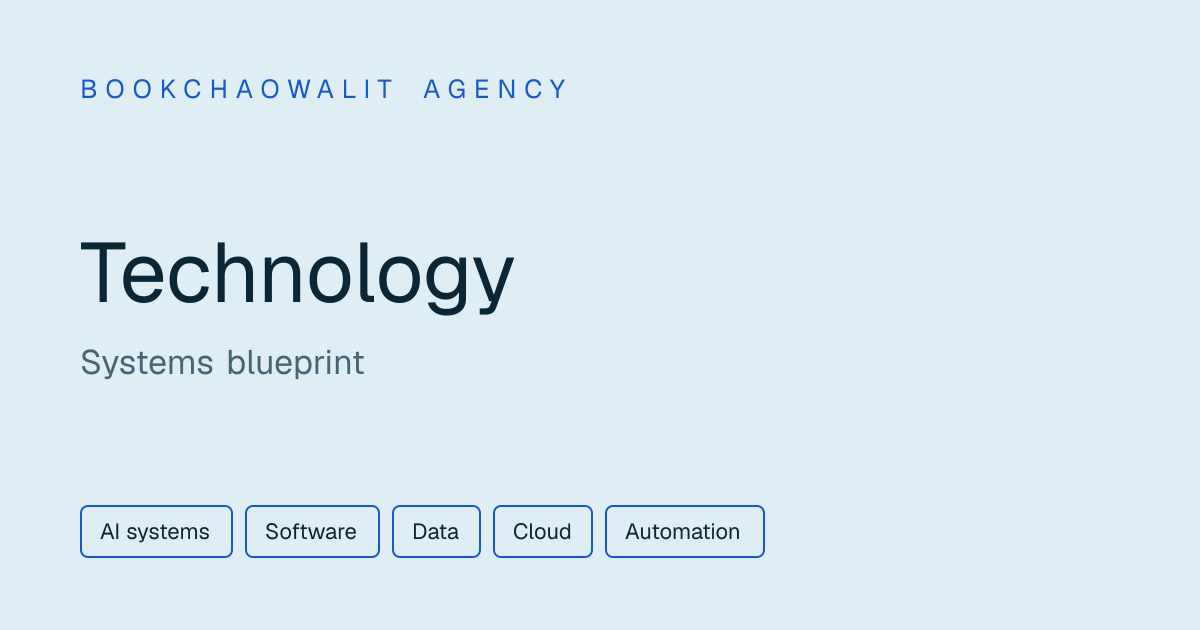 BOOKCHAOWALIT AGENCY
Technology
Systems blueprint
AI systems Software Data Cloud Automation